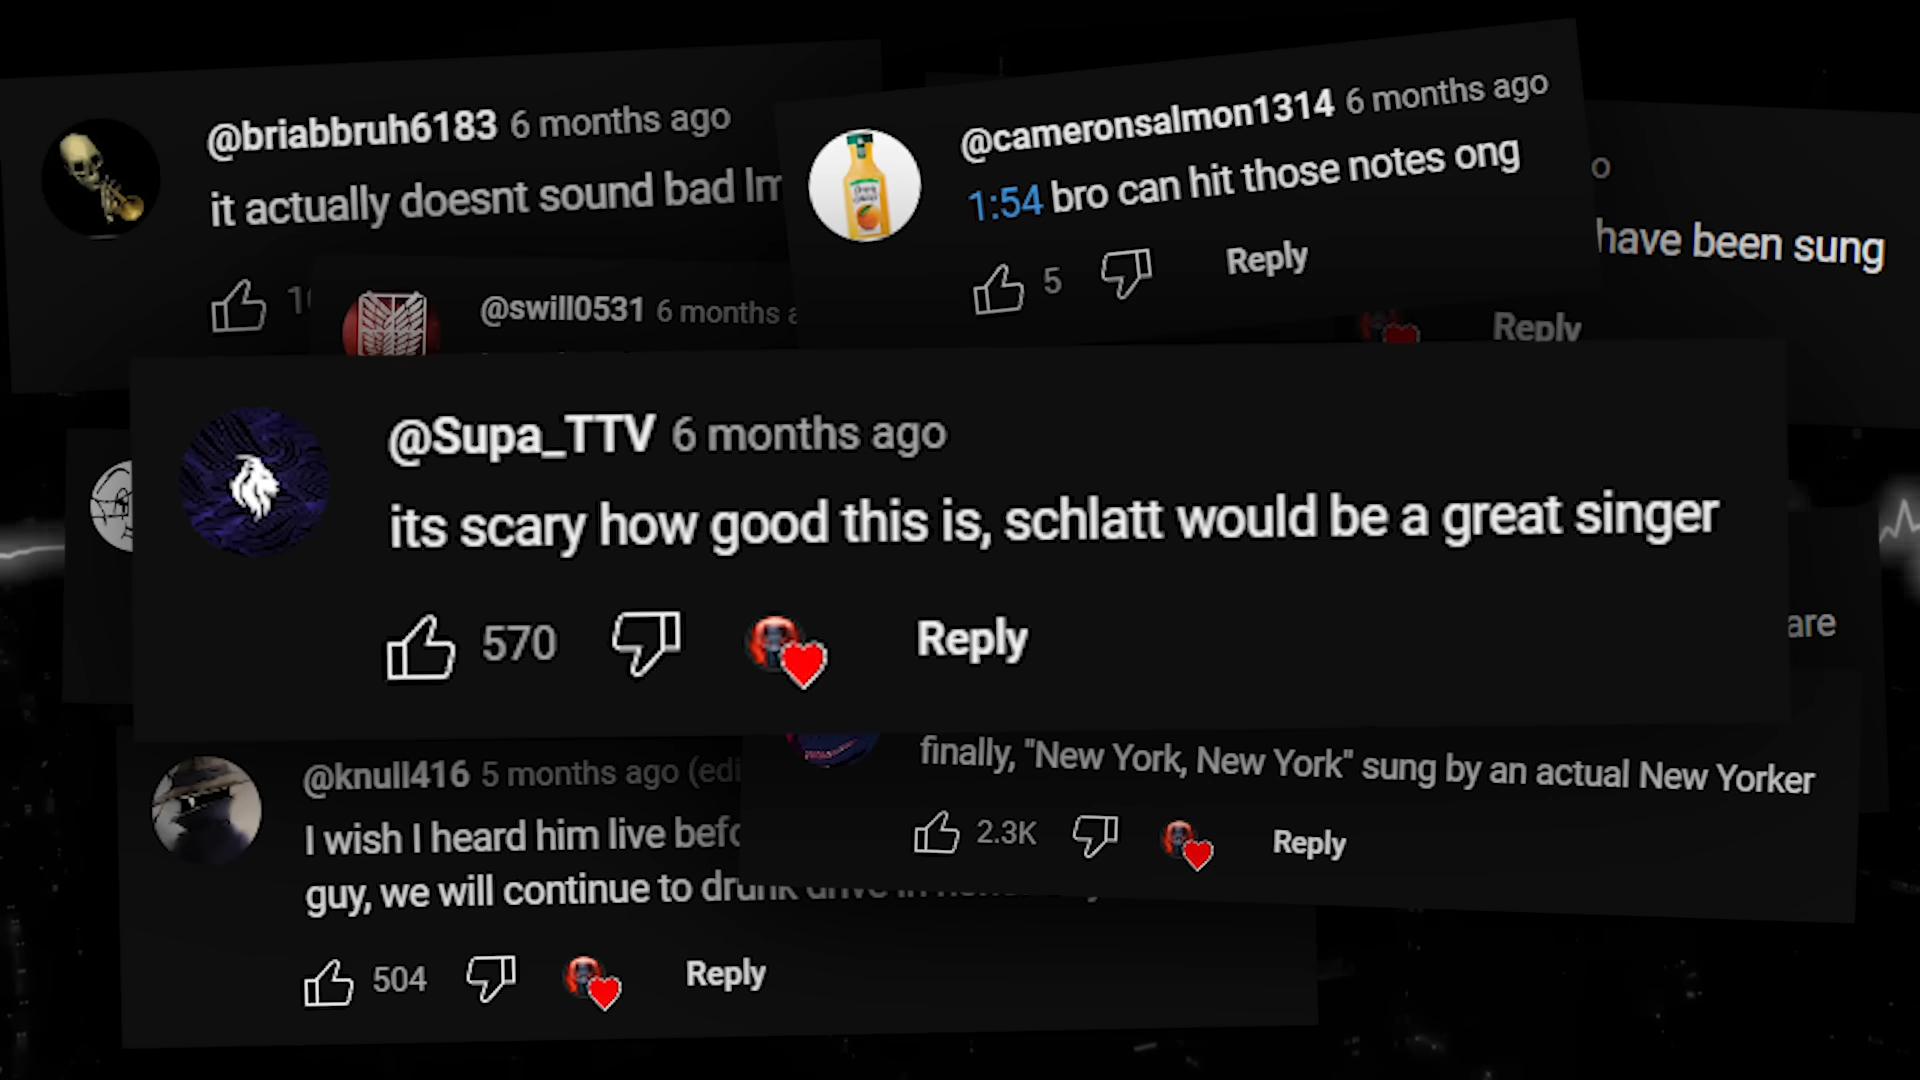 @briabbruh6183 6 months ago
it actually doesnt sound bad
@cameronsalmon1314 6 months ago
1:54 bro can hit those notes ong
5 Reply
have been sung
Reply
@swill0531 6 months
@Supa_TTV 6 months ago
its scary how good this is, schlatt would be a great singer
570 Reply
are
finally, "New York, New York" sung by an actual New Yorker
2.3K Reply
@knull416 5 months ago
I wish I heard him live
guy, we will continue to drunk drive in
504 Reply